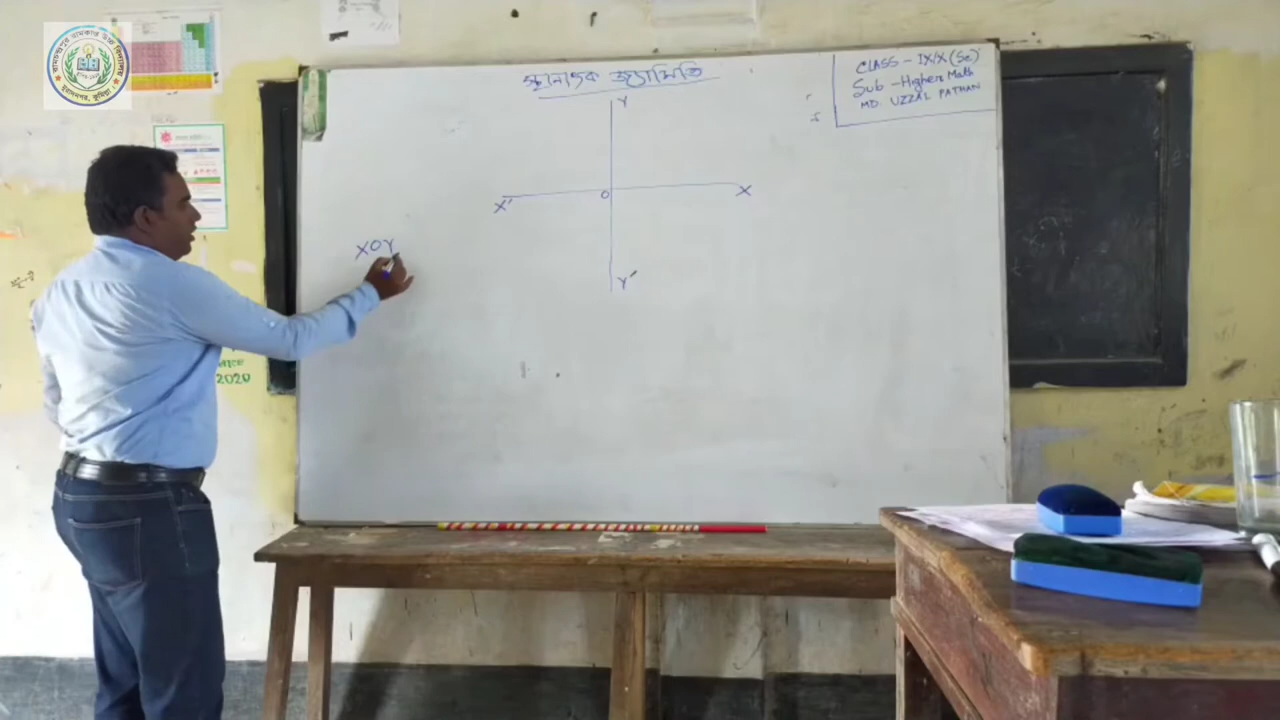 স্থানাংক জ্যামিতি
CLASS - IX/X (Sc)
Sub - Higher Math
MD. UZZAL PATHAN
Y
X'
O
X
Y'
XOY
2020